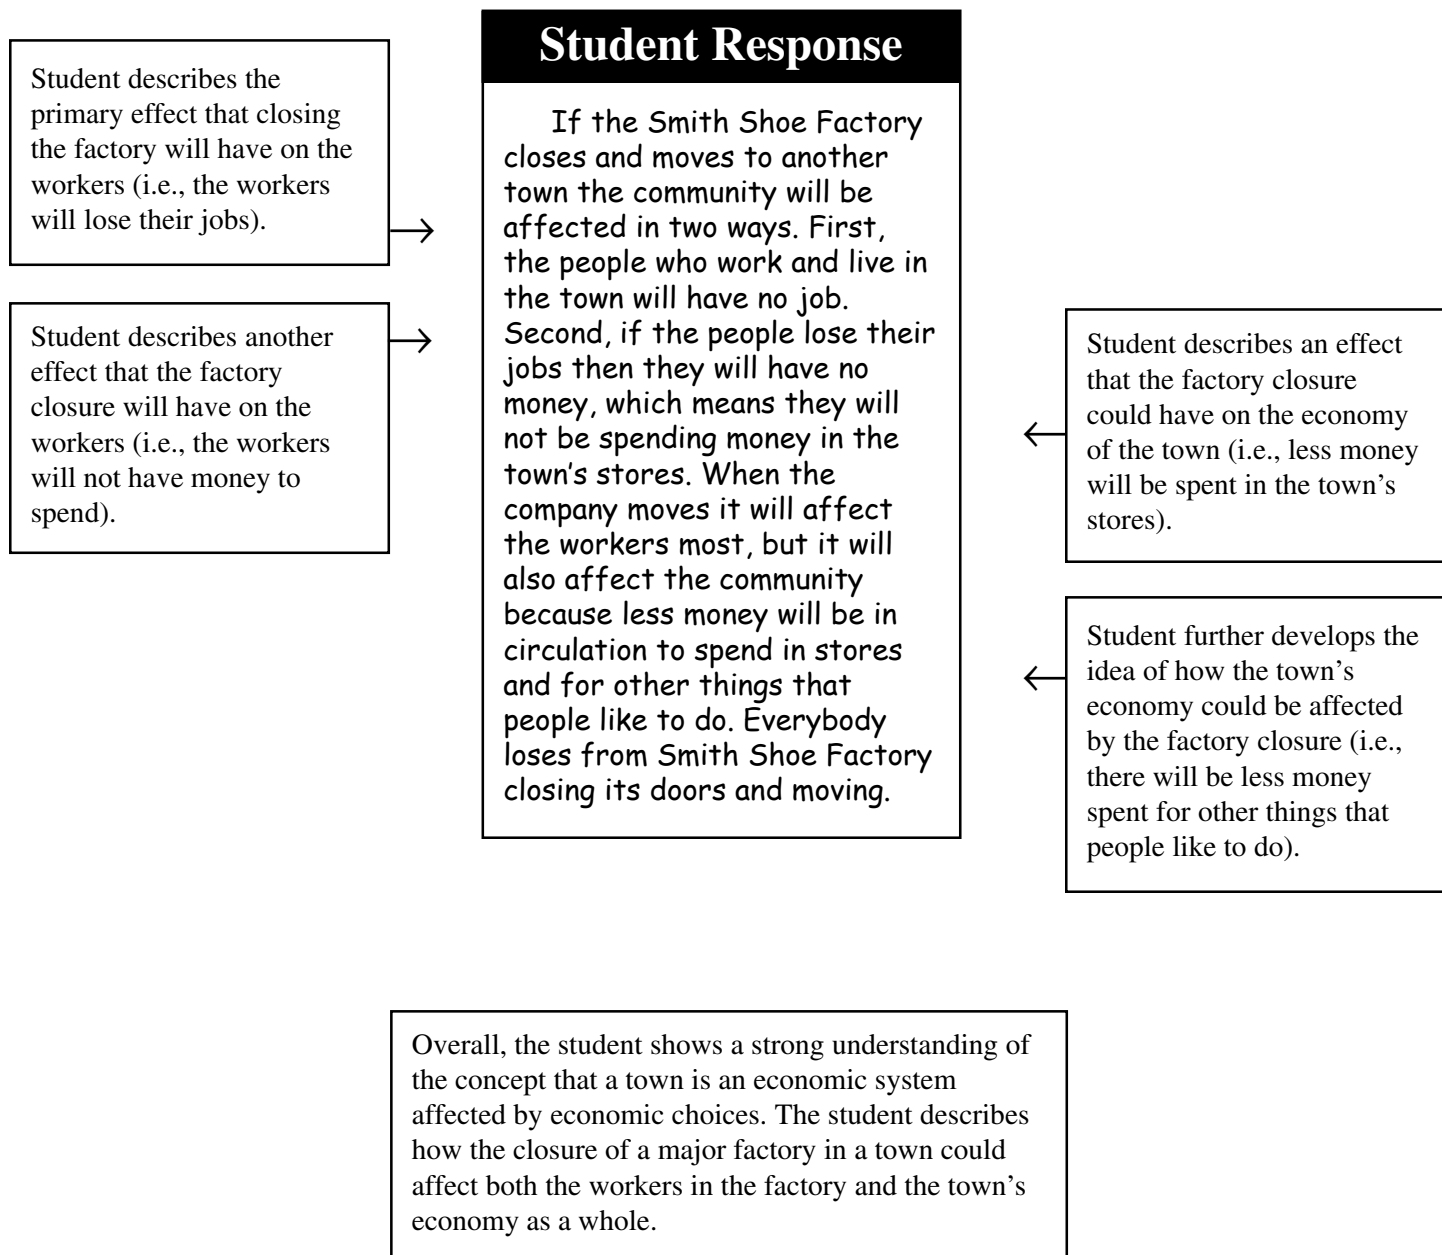 Student Response
Student describes the
primary effect that closing
the factory will have on the
workers (i.e., the workers
will lose their jobs).
Student describes another
effect that the factory
closure will have on the
workers (i.e., the workers
will not have money to
spend).
If the Smith Shoe Factory
closes and moves to another
town the community will be
affected in two ways. First,
the people who work and live in
the town will have no job.
Second, if the people lose their
jobs then they will have no
money, which means they will
not be spending money in the
town's stores. When the
company moves it will affect
the workers most, but it will
also affect the community
because less money will be in
circulation to spend in stores
and for other things that
people like to do. Everybody
loses from Smith Shoe Factory
closing its doors and moving.
Student describes an effect
that the factory closure
could have on the economy
of the town (i.e., less money
will be spent in the town's
stores).
Student further develops the
idea of how the town's
economy could be affected
by the factory closure (i.e.,
there will be less money
spent for other things that
people like to do).
Overall, the student shows a strong understanding of
the concept that a town is an economic system
affected by economic choices. The student describes
how the closure of a major factory in a town could
affect both the workers in the factory and the town's
economy as a whole.